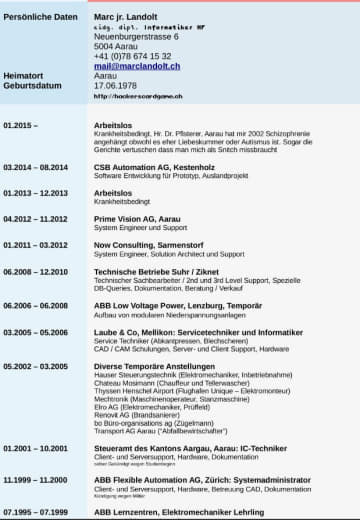 Persönliche Daten
Marc jr. Landolt
eidg. dipl. Informatiker HF
Neuenburgerstrasse 6
5004 Aarau
+41 (0)78 674 15 32
mail@marclandolt.ch
Heimatort
Aarau
Geburtsdatum
17.06.1978
http://hackerscardgame.ch
01.2015 –
Arbeitslos
Krankheitsbedingt, Hr. Dr. Pfisterer, Aarau hat mir 2002 Schizophrenie
angehängt obwohl es eher Liebeskummer oder Autismus ist. Sogar die
Gerichte vertuschen dass man mich als Snitch missbraucht
03.2014 – 08.2014
CSB Automation AG, Kestenholz
Software Entwicklung für Prototyp, Auslandprojekt
01.2013 – 12.2013
Arbeitslos
Krankheitsbedingt
04.2012 – 11.2012
Prime Vision AG, Aarau
System Engineer und Support
01.2011 – 03.2012
Now Consulting, Sarmenstorf
System Engineer, Solution Architect und Support
06.2008 – 12.2010
Technische Betriebe Suhr / Ziknet
Technischer Sachbearbeiter / 2nd und 3rd Level Support, Spezielle
DB-Queries, Dokumentation, Beratung / Verkauf
06.2006 – 06.2008
ABB Low Voltage Power, Lenzburg, Temporär
Aufbau von modularen Niederspannungsanlagen
03.2005 – 05.2006
Laube & Co, Mellikon: Servicetechniker und Informatiker
Service Techniker (Abkantpressen, Blechscheren)
CAD / CAM Schulungen, Server- und Client Support, Hardware
05.2002 – 03.2005
Diverse Temporäre Anstellungen
Hauser Steuerungstechnik (Elektromechaniker, Inbetriebnahme)
Chateau Mosimann (Chauffeur und Tellerwascher)
Thyssen Henschel Airport (Flughafen Unique – Elektromonteur)
Mechtronik (Maschinenoperateur, Stanzmaschine)
Elro AG (Elektromechaniker, Prüffeld)
Renovit AG (Brandsanierer)
bo Büro-organisations ag (Zügelmann)
Transport AG Aarau ("Abfallbewirtschafter")
01.2001 – 10.2001
Steueramt des Kantons Aargau, Aarau: IC-Techniker
Client- und Serversupport, Hardware, Dokumentation
selber Gekündigt wegen Studienbeginn
11.1999 – 11.2000
ABB Flexible Automation AG, Zürich: Systemadministrator
Client- und Serversupport, Hardware, Betreuung CAD, Dokumentation
Kündigung wegen Militär
07.1995 – 07.1999
ABB Lernzentren, Elektromechaniker Lehrling